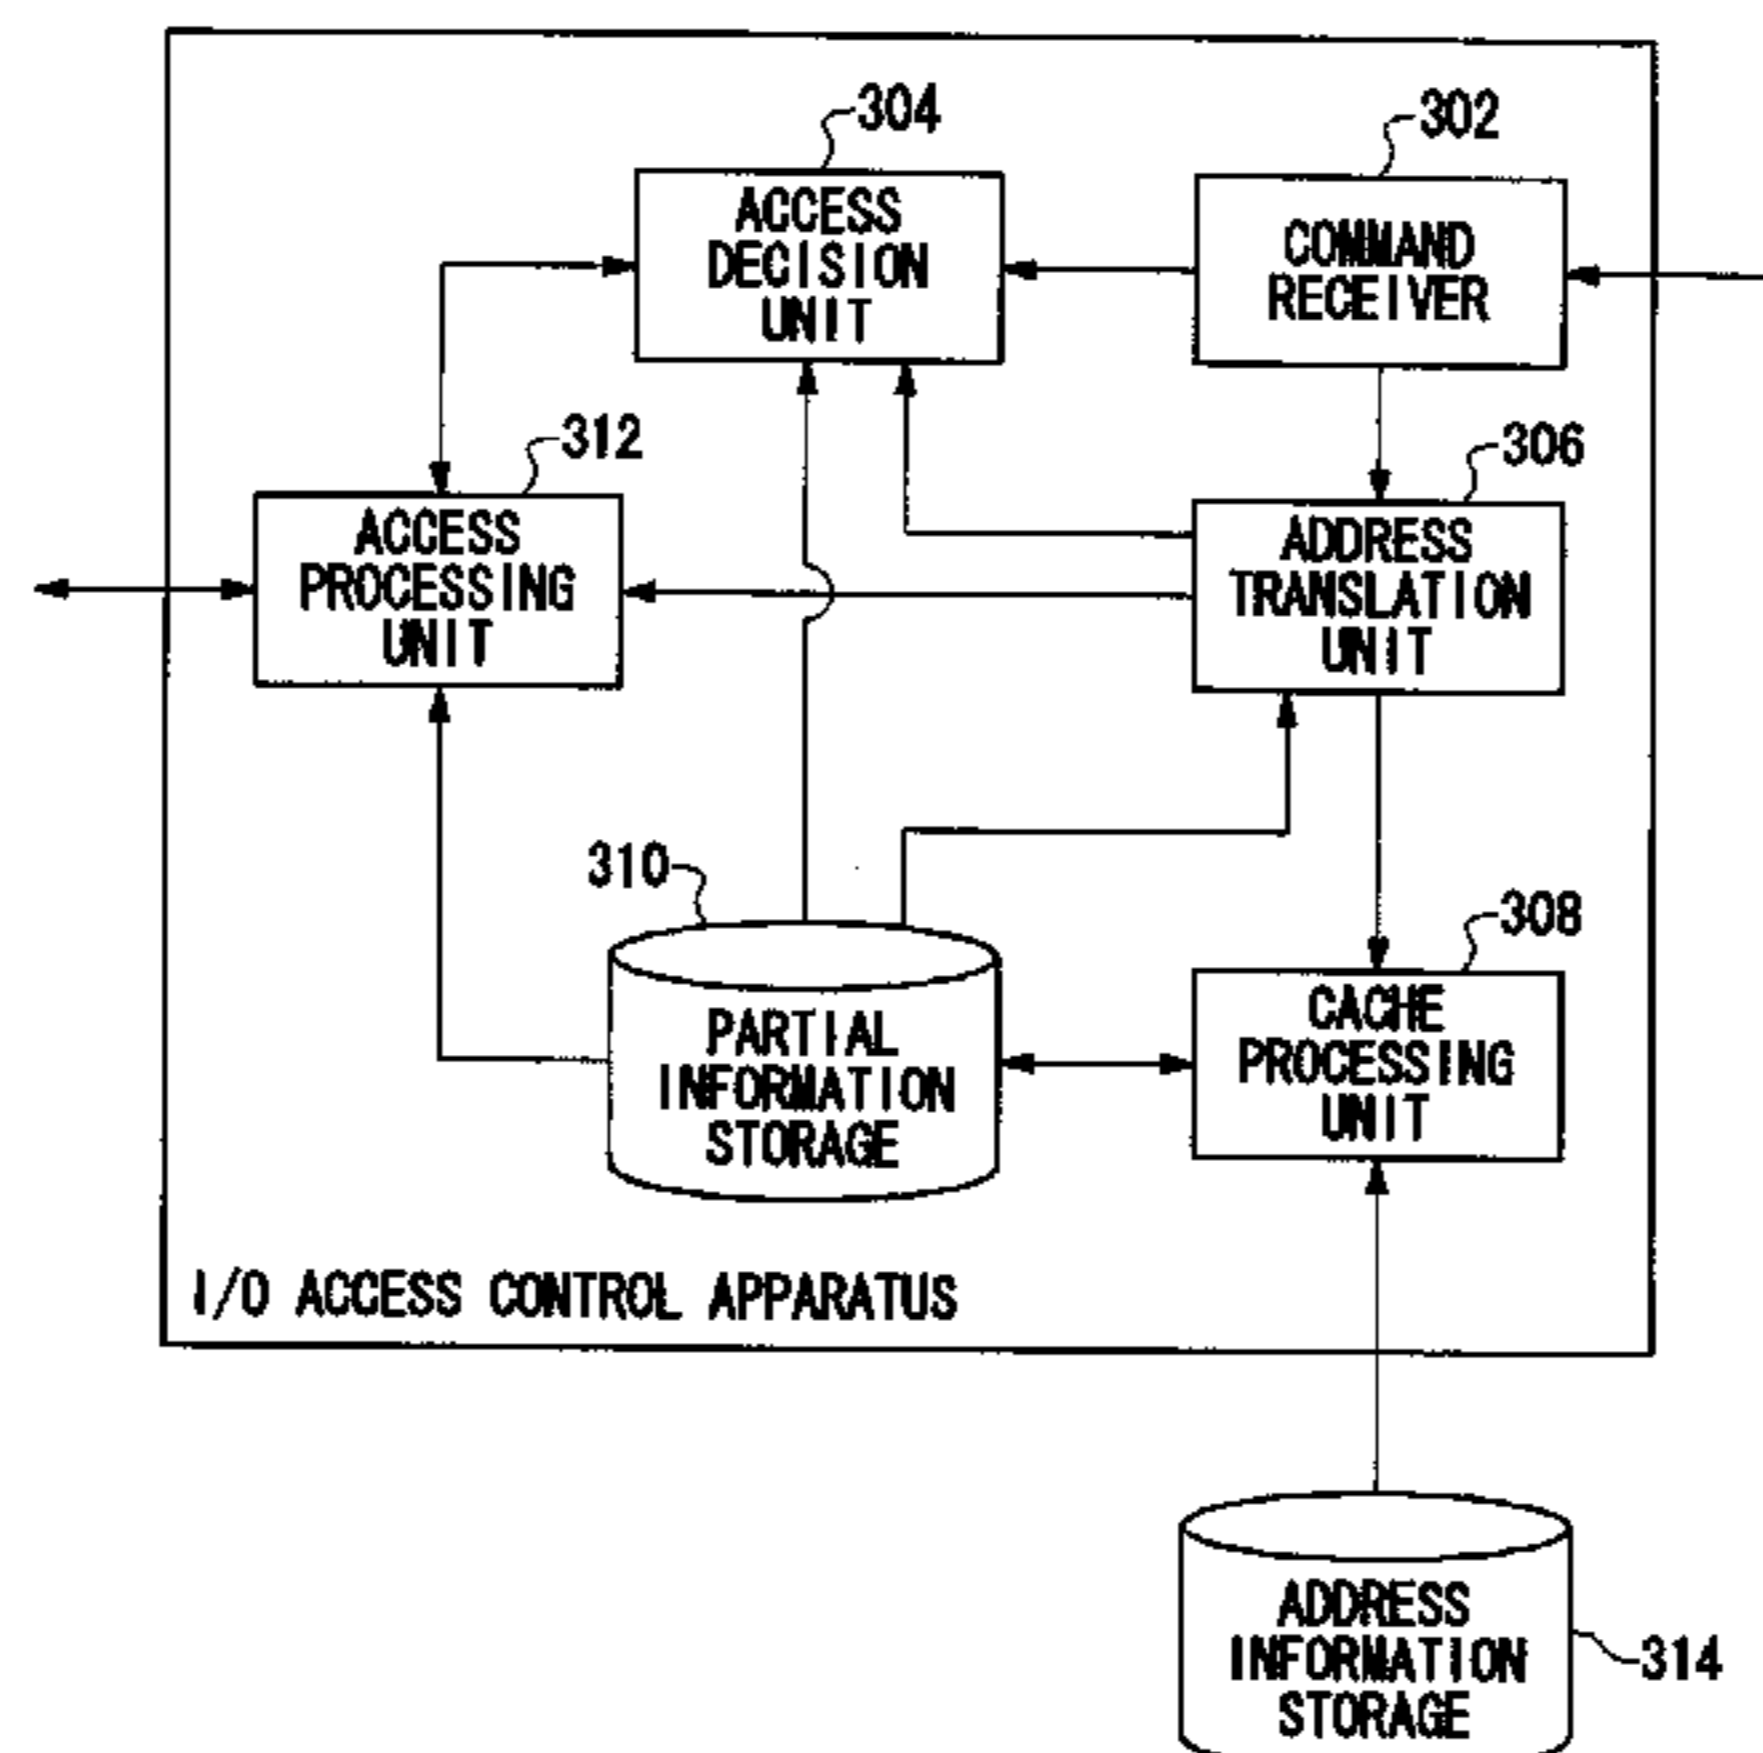 304
302
ACCESS
DECISION
UNIT
COMMAND
RECEIVER
312
306
ACCESS
PROCESSING
UNIT
ADDRESS
TRANSLATION
UNIT
310
308
PARTIAL
INFORMATION
STORAGE
CACHE
PROCESSING
UNIT
I/O ACCESS CONTROL APPARATUS
ADDRESS
INFORMATION
STORAGE
314